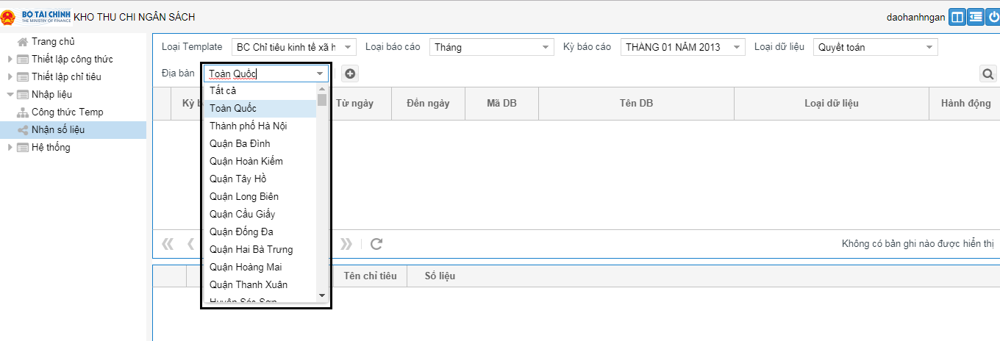 BỘ TÀI CHÍNH
THE MINISTRY OF FINANCE
KHO THU CHI NGÂN SÁCH
daohanhngan
Trang chủ
Thiết lập công thức
Thiết lập chỉ tiêu
Nhập liệu
Công thức Temp
Nhận số liệu
Hệ thống
Loại Template BC Chỉ tiêu kinh tế xã h Loại báo cáo Tháng Kỳ báo cáo THÁNG 01 NĂM 2013 Loại dữ liệu Quyết toán
Địa bàn Toàn Quốc
Tất cả
Toàn Quốc
Thành phố Hà Nội
Quận Ba Đình
Quận Hoàn Kiếm
Quận Tây Hồ
Quận Long Biên
Quận Cầu Giấy
Quận Đống Đa
Quận Hai Bà Trưng
Quận Hoàng Mai
Quận Thanh Xuân
Huyện Sóc Sơn
Kỳ Từ ngày Đến ngày Mã DB Tên DB Loại dữ liệu Hành động
Không có bản ghi nào được hiển thị
Tên chỉ tiêu Số liệu